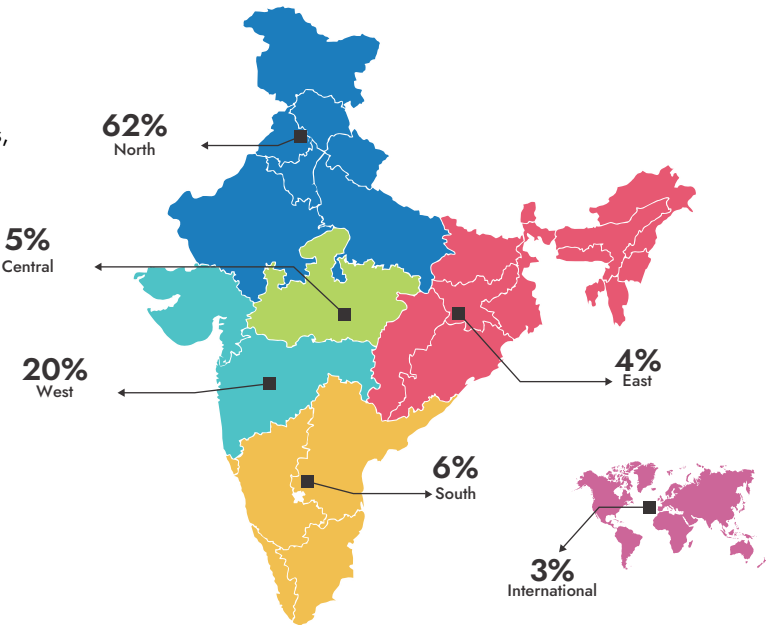 62%
North
5%
Central
20%
West
4%
East
6%
South
3%
International